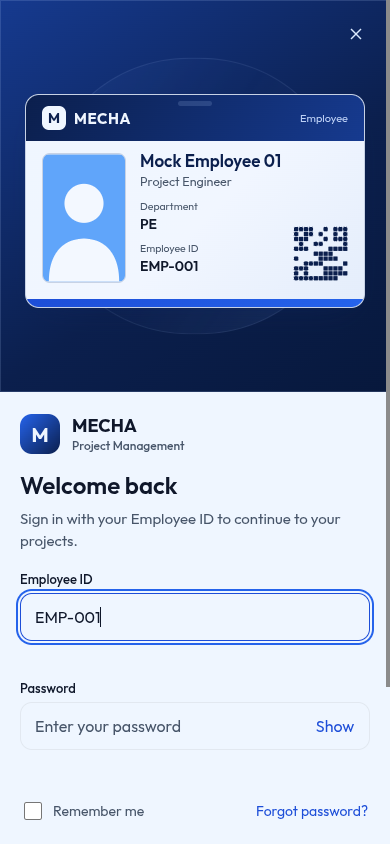 M MECHA
Employee
Mock Employee 01
Project Engineer
Department
PE
Employee ID
EMP-001
M
MECHA
Project Management
Welcome back
Sign in with your Employee ID to continue to your
projects.
Employee ID
EMP-001
Password
Enter your password Show
Remember me Forgot password?